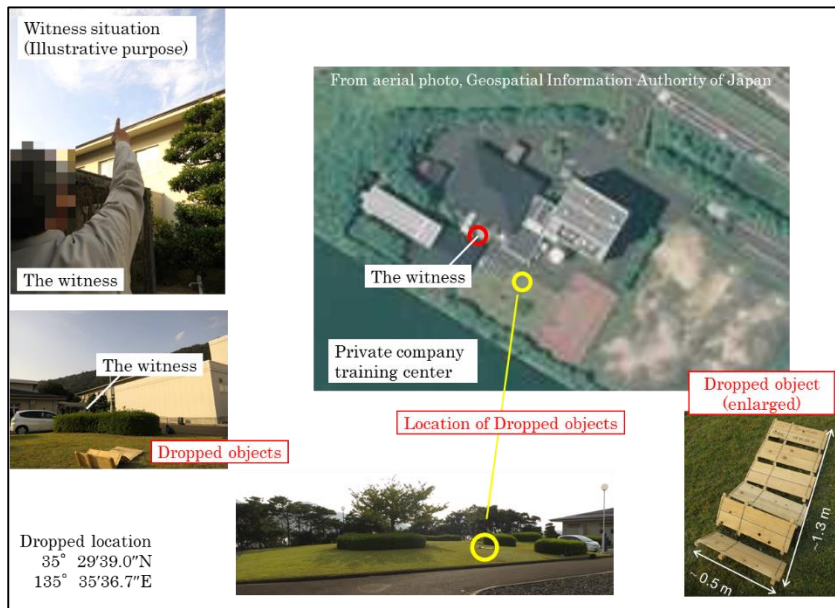 Witness situation
(Illustrative purpose)
The witness
From aerial photo, Geospatial Information Authority of Japan
The witness
Private company
training center
The witness
Dropped objects
Location of Dropped objects
Dropped object
(enlarged)
~1.3 m
~0.5 m
Dropped location
35° 29′39.0″N
135° 35′36.7″E